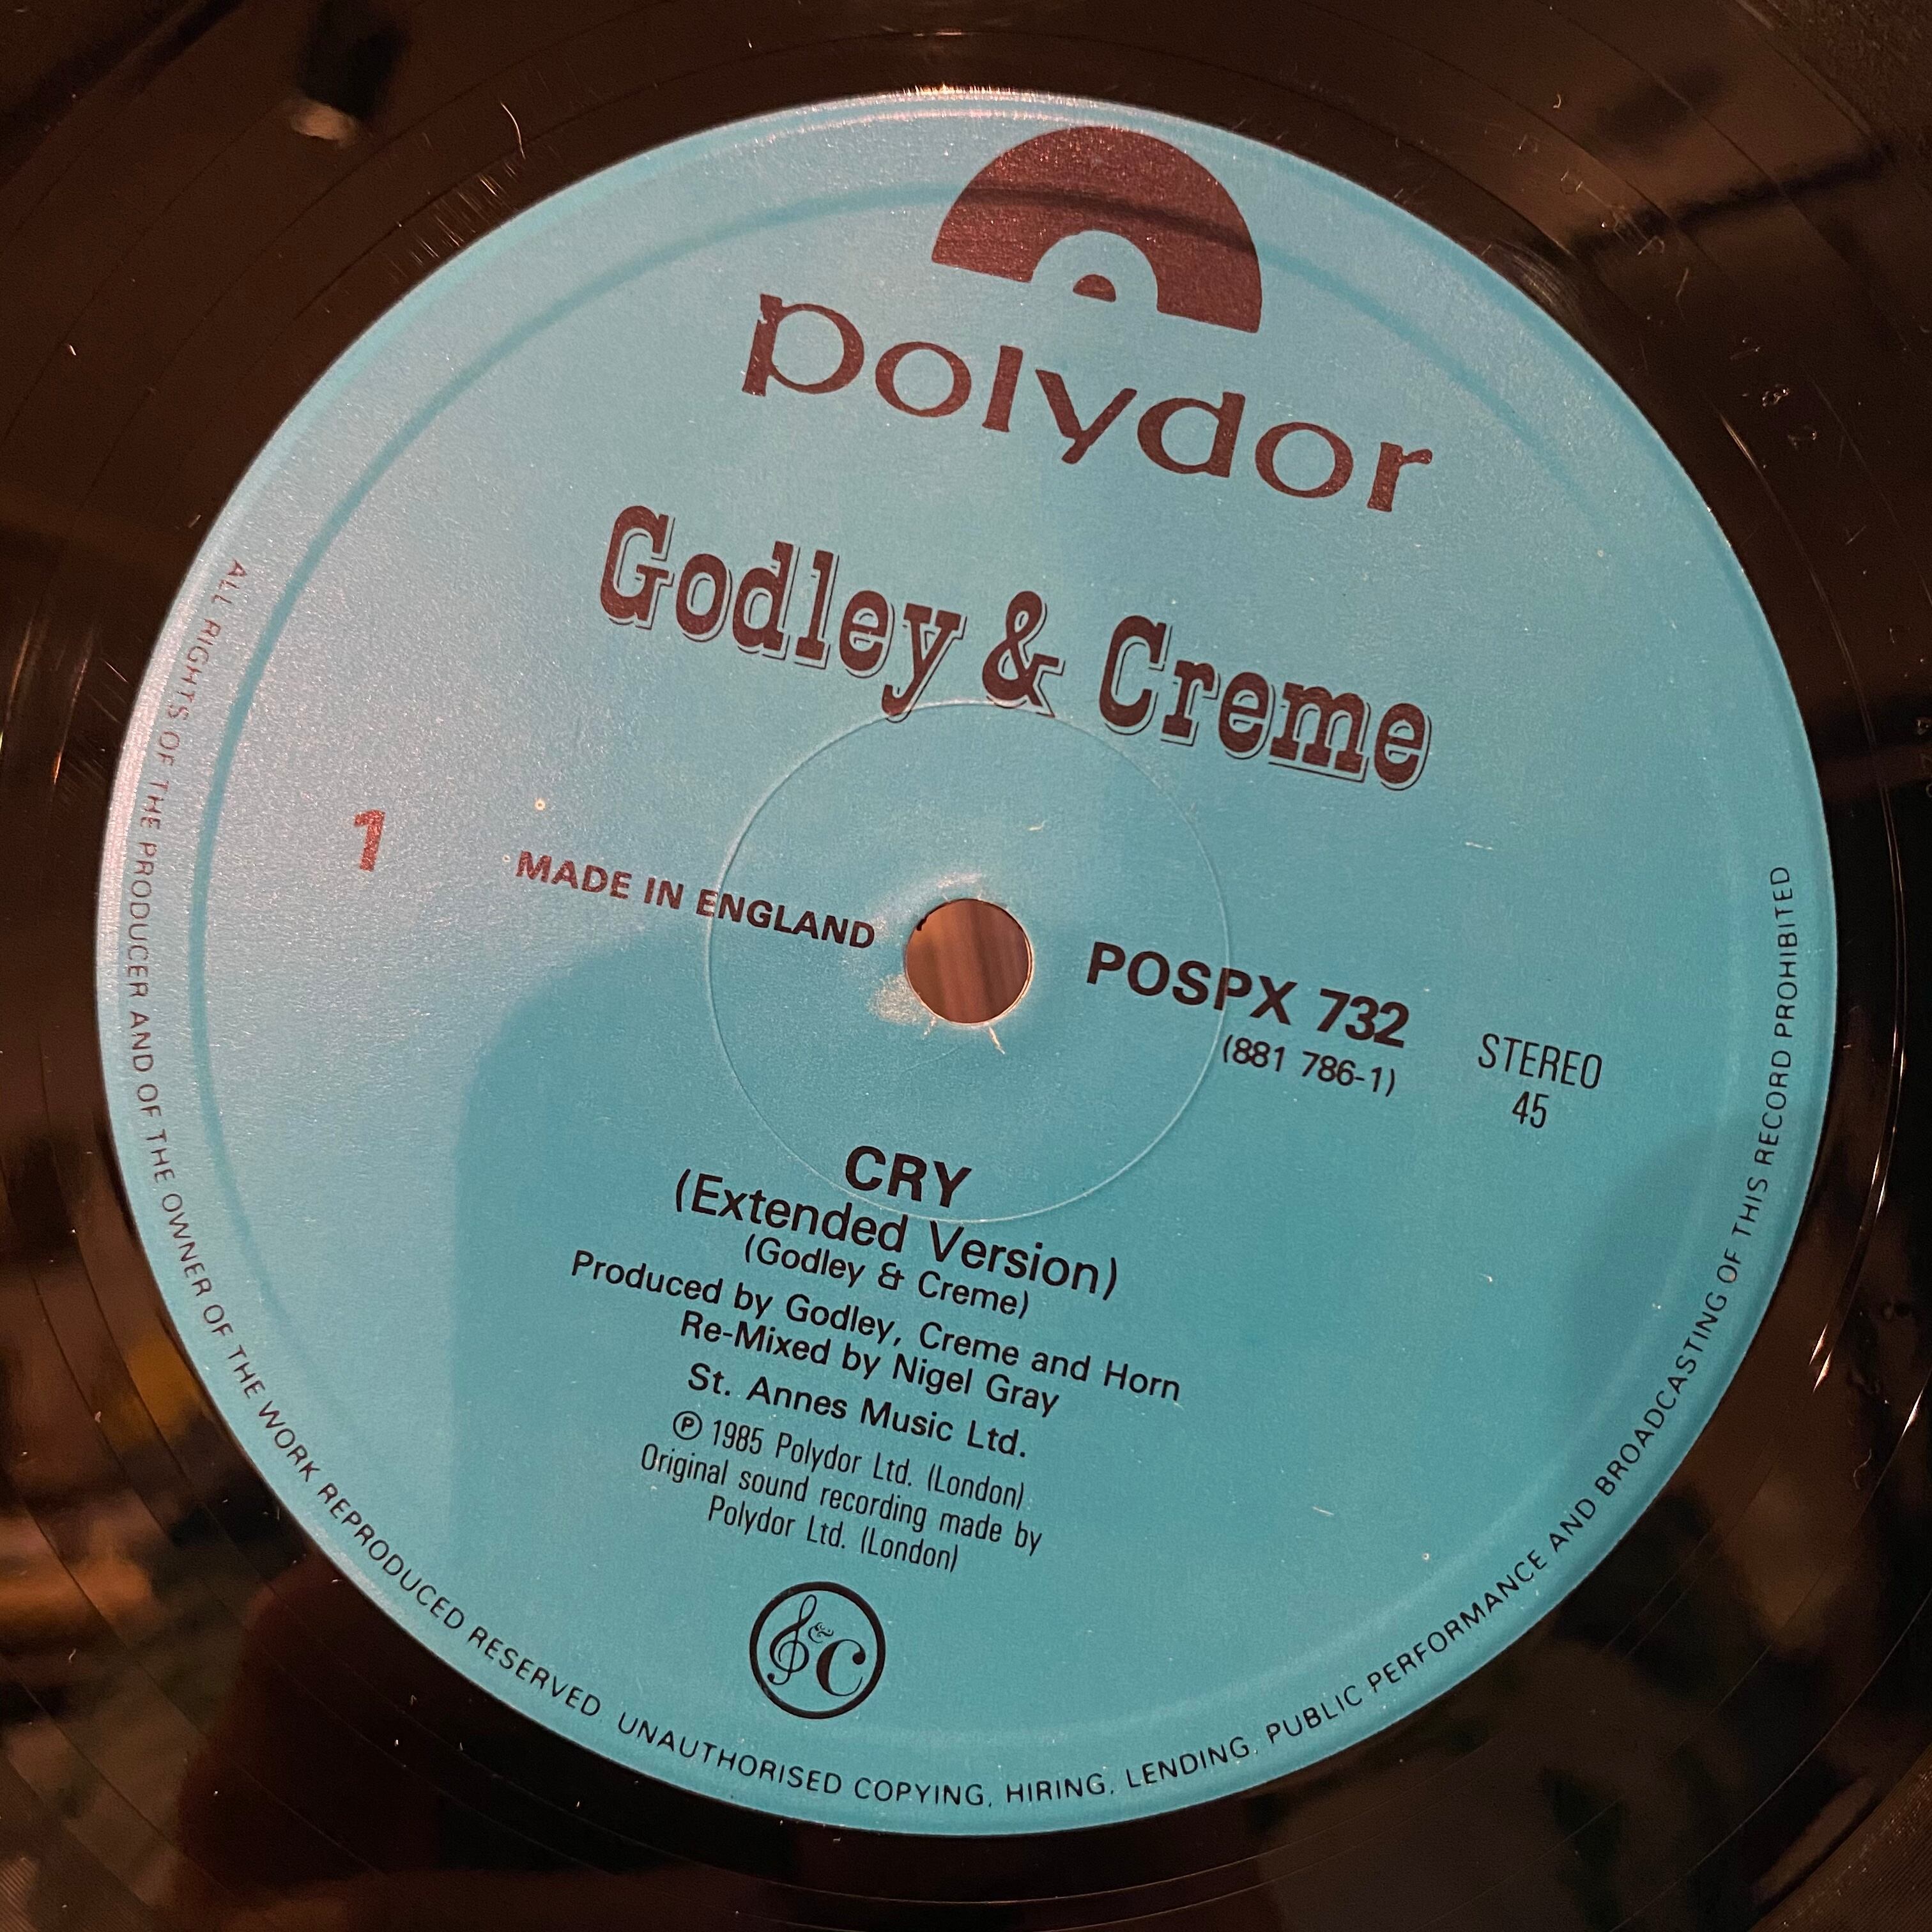 polydor
Godley & Creme
1
MADE IN ENGLAND
POSPX 732
(881 786-1)
STEREO
45
CRY
(Extended Version)
(Godley & Creme)
Produced by Godley, Creme and Horn
Re-Mixed by Nigel Gray
St. Annes Music Ltd.
℗ 1985 Polydor Ltd. (London)
Original sound recording made by
Polydor Ltd. (London)
&C
ALL RIGHTS OF THE PRODUCER AND OF THE OWNER OF THE WORK REPRODUCED RESERVED. UNAUTHORISED COPYING, HIRING, LENDING, PUBLIC PERFORMANCE AND BROADCASTING OF THIS RECORD PROHIBITED